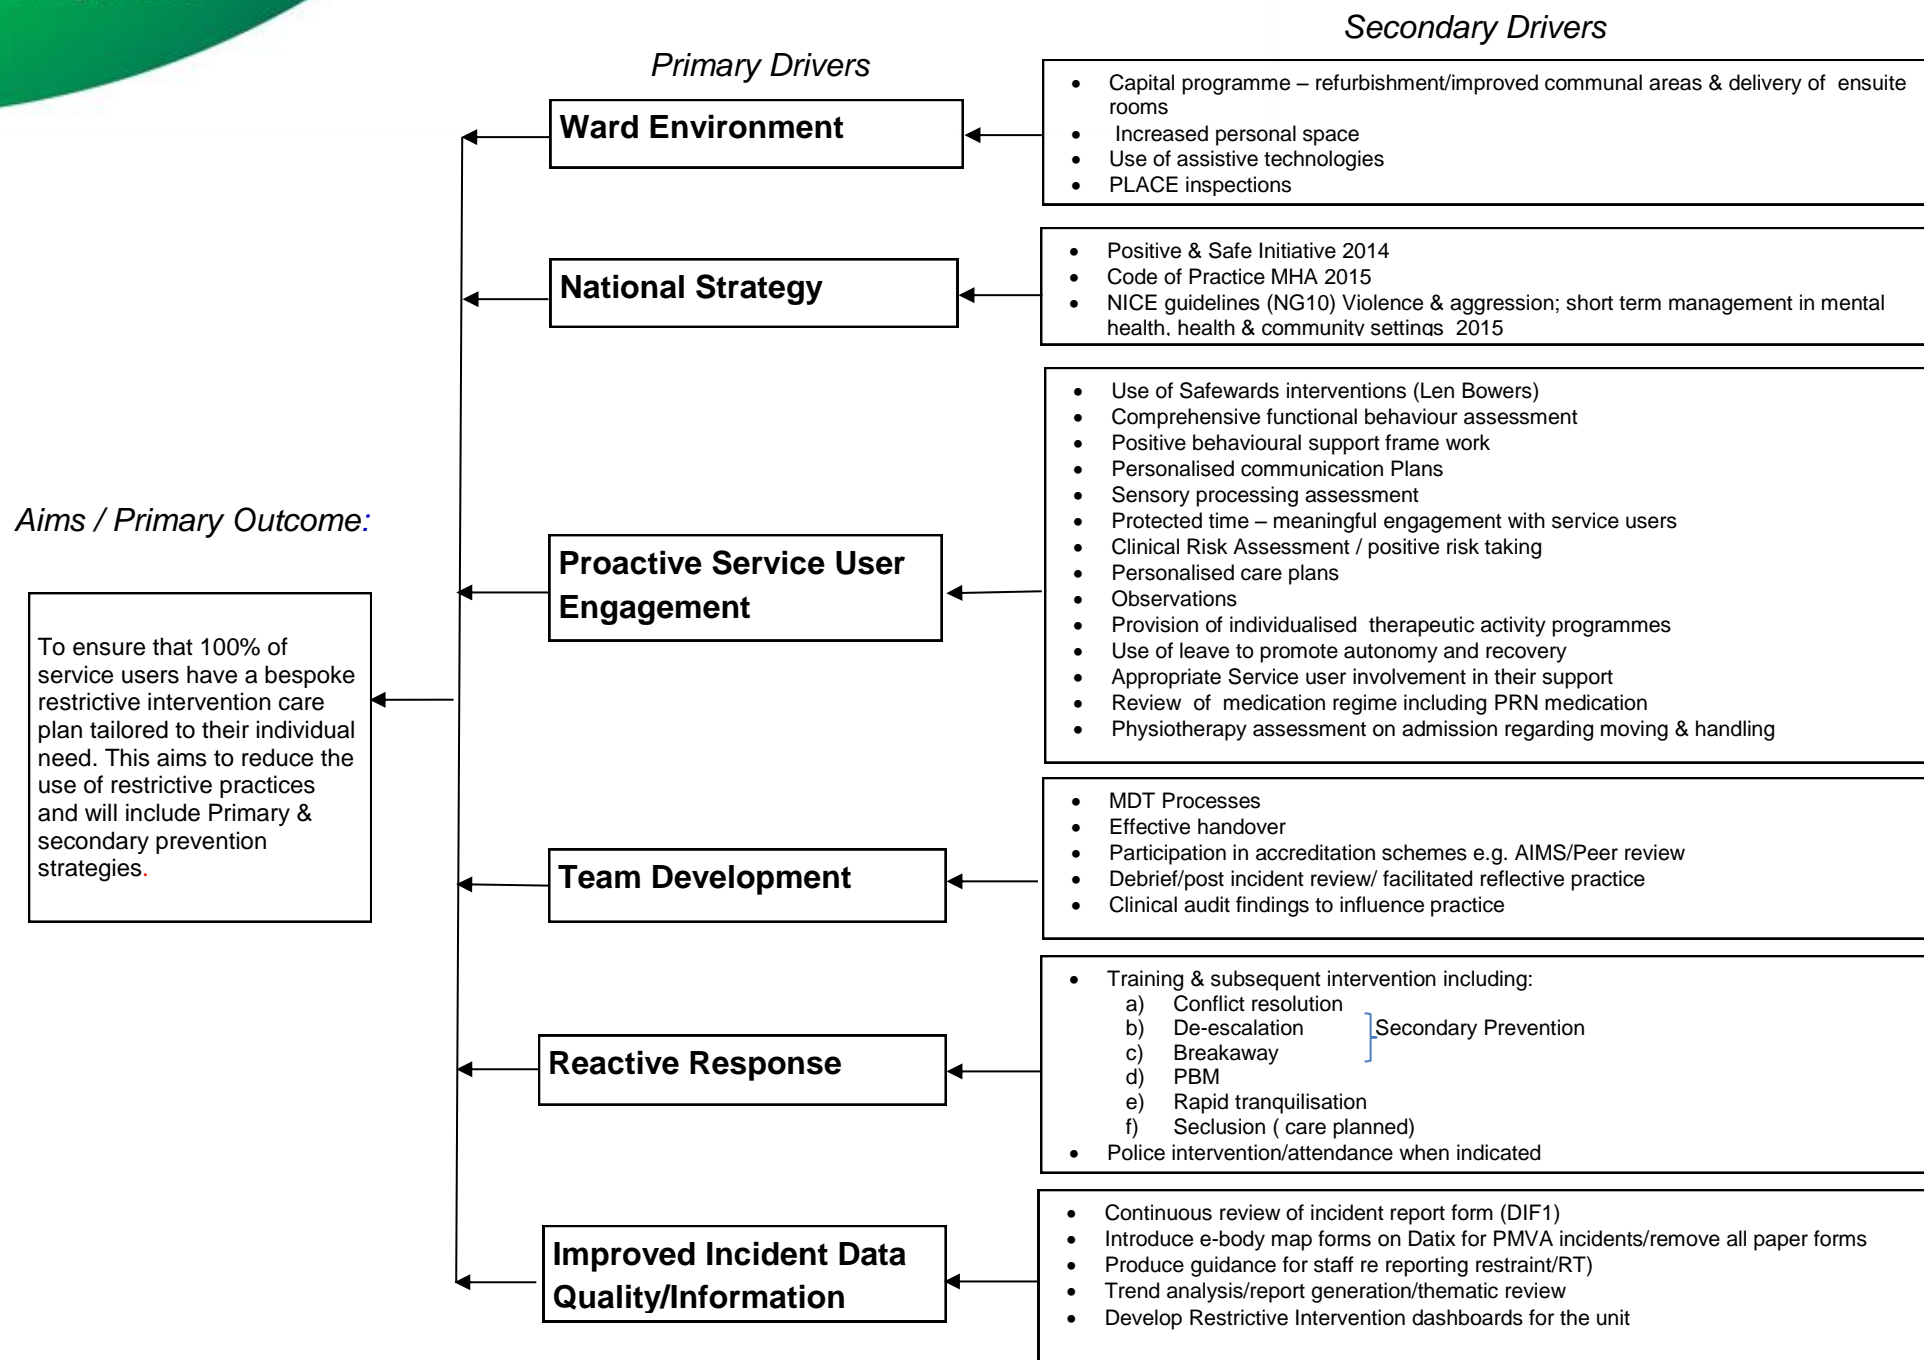 Secondary Drivers
Primary Drivers
Ward Environment
• Capital programme – refurbishment/improved communal areas & delivery of ensuite
rooms
• Increased personal space
• Use of assistive technologies
• PLACE inspections
National Strategy
• Positive & Safe Initiative 2014
• Code of Practice MHA 2015
• NICE guidelines (NG10) Violence & aggression; short term management in mental
health, health & community settings 2015
Aims / Primary Outcome:
To ensure that 100% of
service users have a bespoke
restrictive intervention care
plan tailored to their individual
need. This aims to reduce the
use of restrictive practices
and will include Primary &
secondary prevention
strategies.
Proactive Service User
Engagement
• Use of Safewards interventions (Len Bowers)
• Comprehensive functional behaviour assessment
• Positive behavioural support frame work
• Personalised communication Plans
• Sensory processing assessment
• Protected time – meaningful engagement with service users
• Clinical Risk Assessment / positive risk taking
• Personalised care plans
• Observations
• Provision of individualised therapeutic activity programmes
• Use of leave to promote autonomy and recovery
• Appropriate Service user involvement in their support
• Review of medication regime including PRN medication
• Physiotherapy assessment on admission regarding moving & handling
Team Development
• MDT Processes
• Effective handover
• Participation in accreditation schemes e.g. AIMS/Peer review
• Debrief/post incident review/ facilitated reflective practice
• Clinical audit findings to influence practice
Reactive Response
• Training & subsequent intervention including:
a) Conflict resolution
b) De-escalation Secondary Prevention
c) Breakaway
d) PBM
e) Rapid tranquilisation
f) Seclusion ( care planned)
• Police intervention/attendance when indicated
Improved Incident Data
Quality/Information
• Continuous review of incident report form (DIF1)
• Introduce e-body map forms on Datix for PMVA incidents/remove all paper forms
• Produce guidance for staff re reporting restraint/RT)
• Trend analysis/report generation/thematic review
• Develop Restrictive Intervention dashboards for the unit